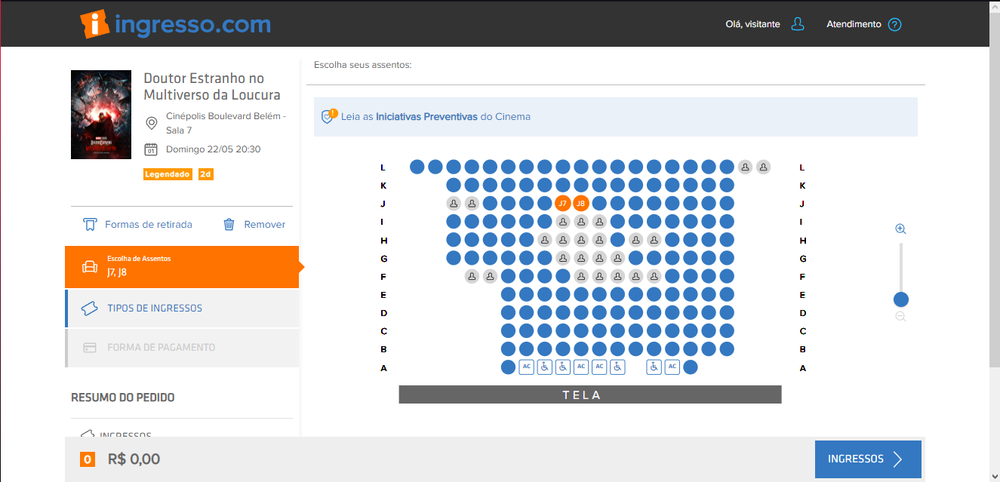 ingresso.com
Olá, visitante
Atendimento
Doutor Estranho no
Multiverso da Loucura
Cinépolis Boulevard Belém -
Sala 7
01
Domingo 22/05 20:30
Legendado 2d
Formas de retirada
Remover
Escolha de Assentos
J7, J8
TIPOS DE INGRESSOS
FORMA DE PAGAMENTO
RESUMO DO PEDIDO
INGRESSOS
Escolha seus assentos:
Leia as Iniciativas Preventivas do Cinema
L L
K K
J J7 J8 J
I I
H H
G G
F F
E E
D D
C C
B B
A AC AC AC AC A
TELA
0 R$ 0,00
INGRESSOS